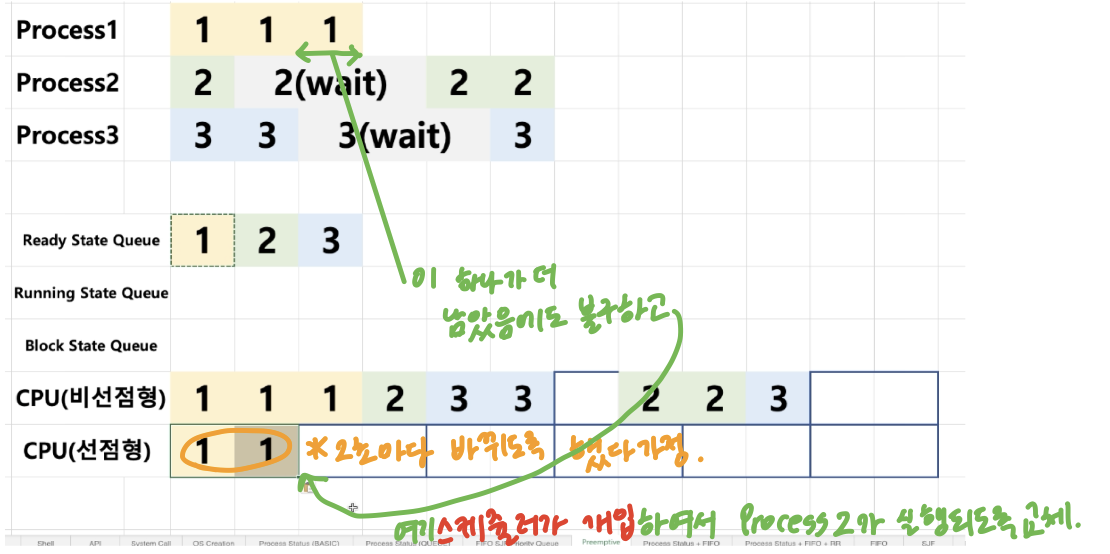 Process1 1 1 1
Process2 2 2(wait) 2 2
Process3 3 3 3(wait) 3
Ready State Queue 1 2 3
이 하나가 더
남았음에도 불구하고,
Running State Queue
Block State Queue
CPU(비선점형) 1 1 1 2 3 3 2 2 3
CPU(선점형) 1 1 *2초마다 바뀌도록 했다 가정.
여기 스케줄러가 개입하여서 Process 2가 실행되도록 교체.
Shell API System Call OS Creation Process Status (BASIC) Process Status (QUEUE) FIFO SJF Priority Queue Preemptive Process Status + FIFO Process Status + FIFO + RR FIFO SJF